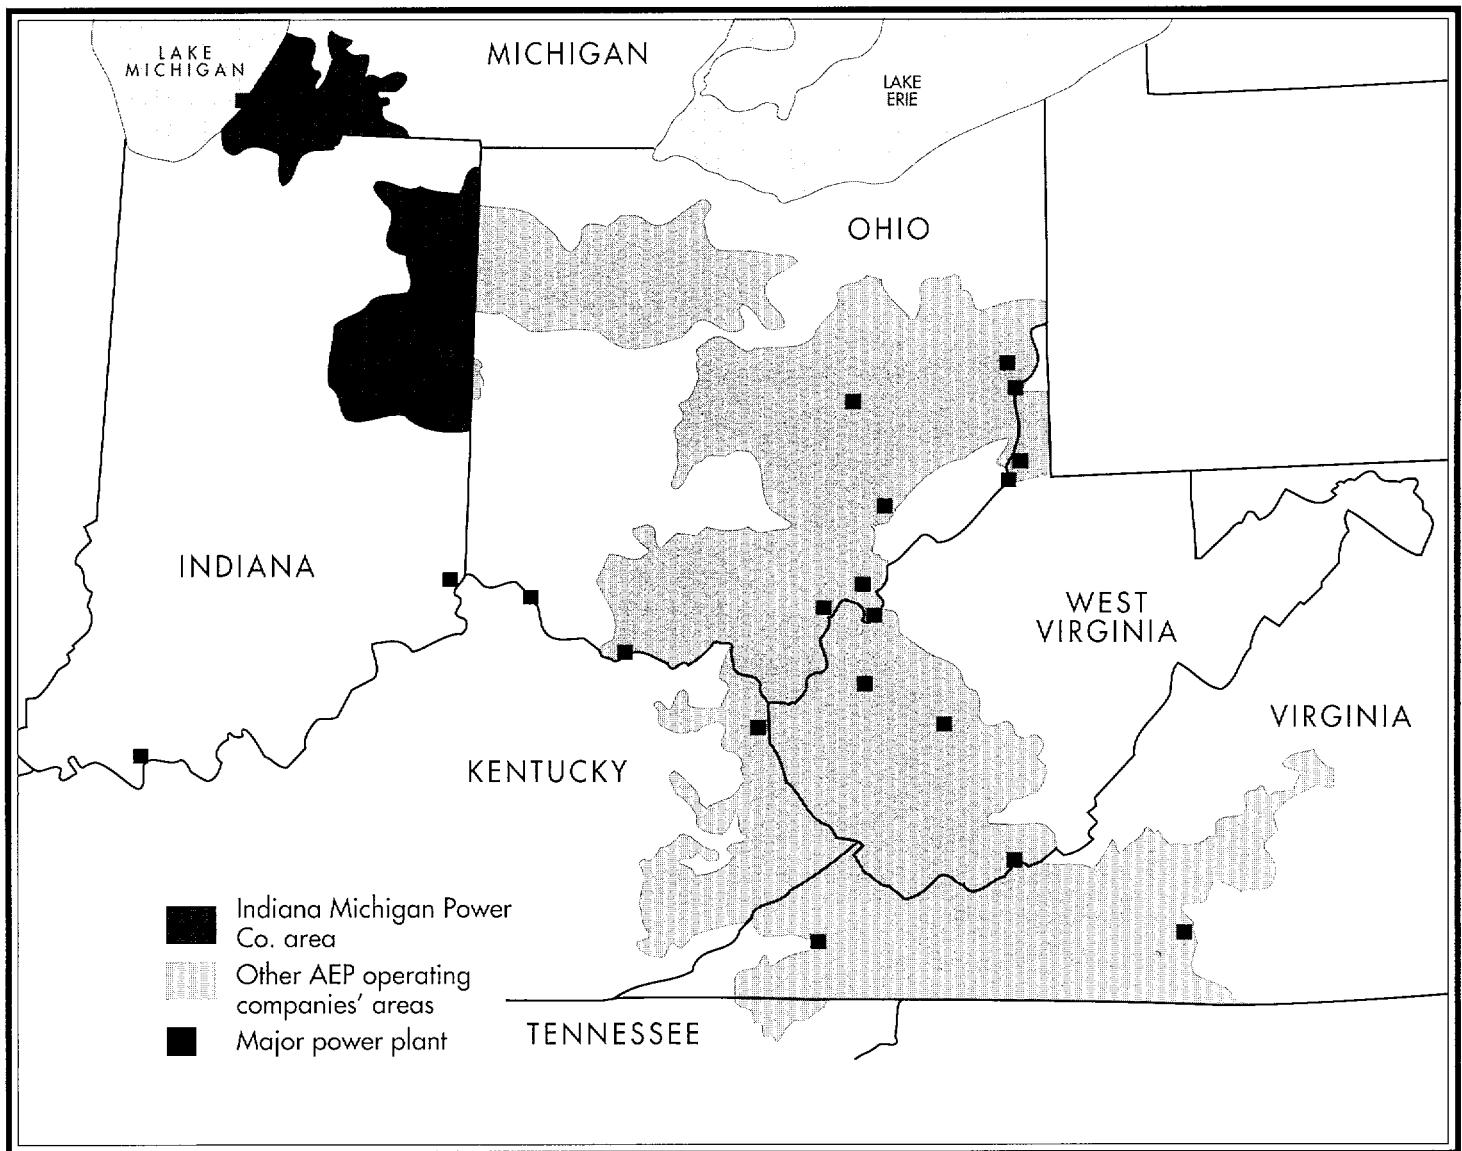 LAKE
MICHIGAN
MICHIGAN
LAKE
ERIE
OHIO
INDIANA
WEST
VIRGINIA
VIRGINIA
KENTUCKY
Indiana Michigan Power
Co. area
Other AEP operating
companies' areas
Major power plant
TENNESSEE